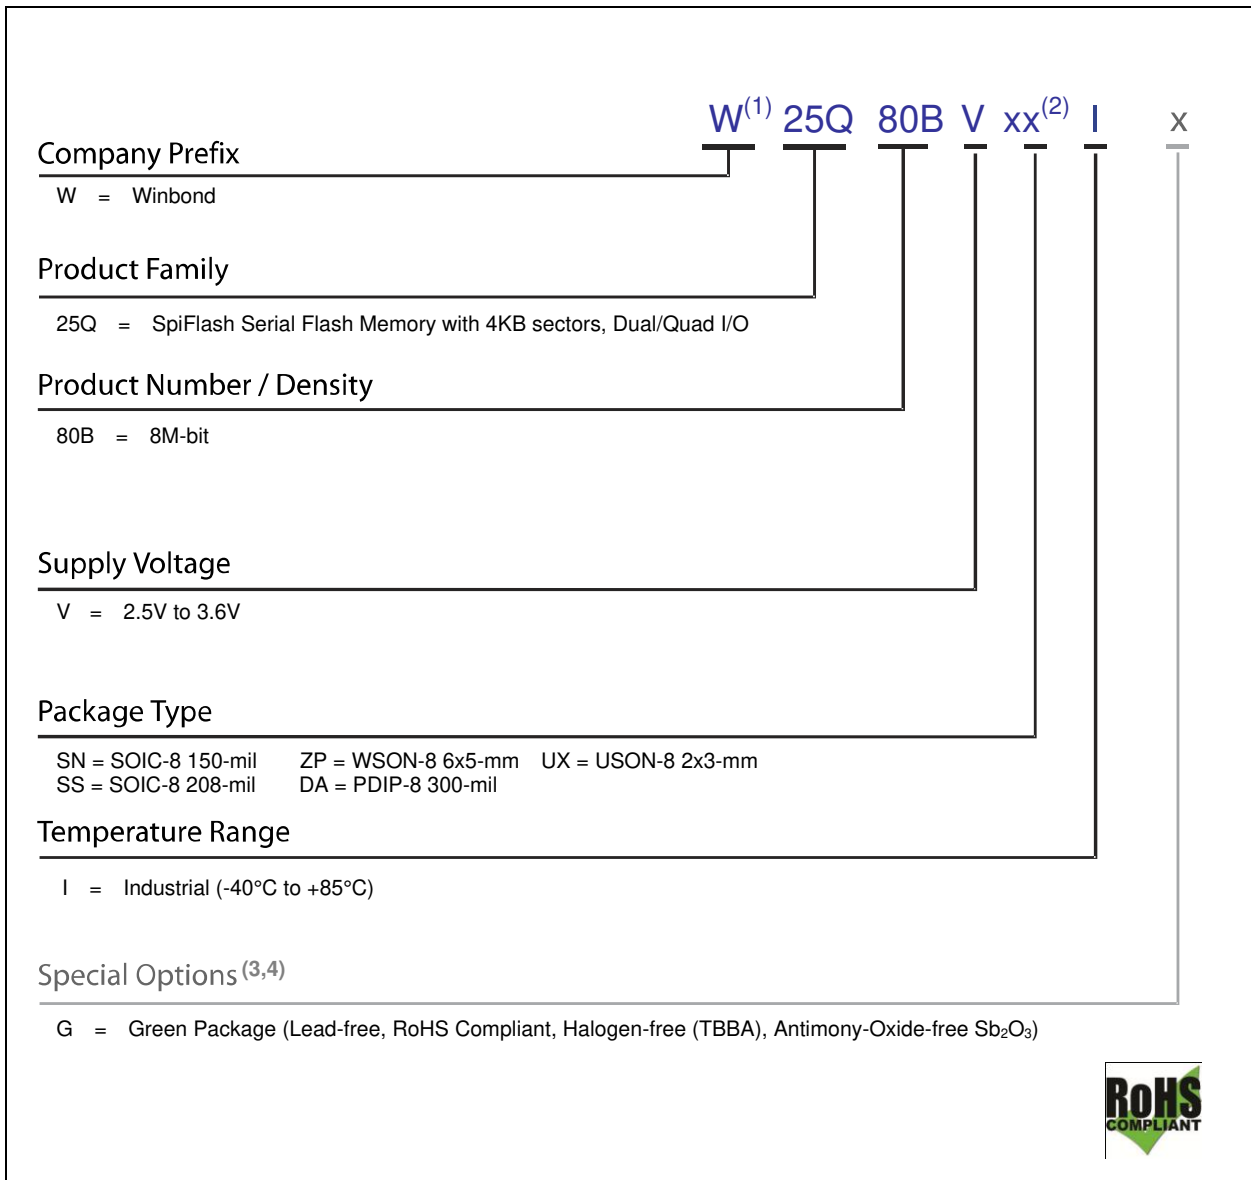 W(1) 25Q 80B V xx(2) I x
Company Prefix
W = Winbond
Product Family
25Q = SpiFlash Serial Flash Memory with 4KB sectors, Dual/Quad I/O
Product Number / Density
80B = 8M-bit
Supply Voltage
V = 2.5V to 3.6V
Package Type
SN = SOIC-8 150-mil ZP = WSON-8 6x5-mm UX = USON-8 2x3-mm
SS = SOIC-8 208-mil DA = PDIP-8 300-mil
Temperature Range
I = Industrial (-40°C to +85°C)
Special Options (3,4)
G = Green Package (Lead-free, RoHS Compliant, Halogen-free (TBBA), Antimony-Oxide-free Sb₂O₃)
RoHS
COMPLIANT